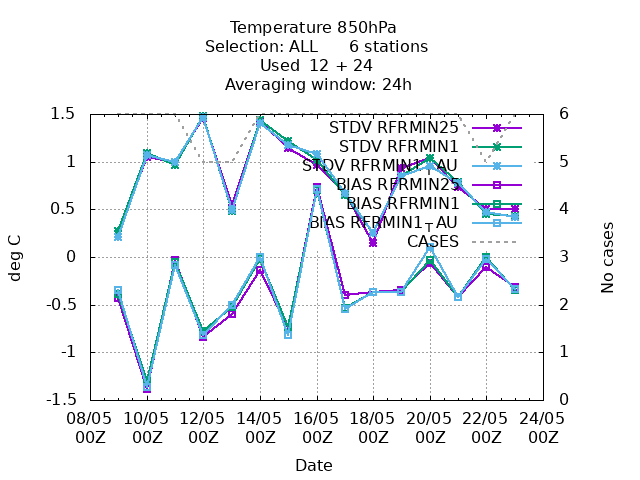 Temperature 850hPa
Selection: ALL 6 stations
Used 12 + 24
Averaging window: 24h
1.5
1
0.5
0
-0.5
-1
-1.5
deg C
6
5
4
3
2
1
0
No cases
STDV RFRMIN25
STDV RFRMIN1
STDV RFRMIN1_AU
BIAS RFRMIN25
BIAS RFRMIN1
BIAS RFRMIN1_AU
CASES
08/05 10/05 12/05 14/05 16/05 18/05 20/05 22/05 24/05
00Z 00Z 00Z 00Z 00Z 00Z 00Z 00Z 00Z
Date